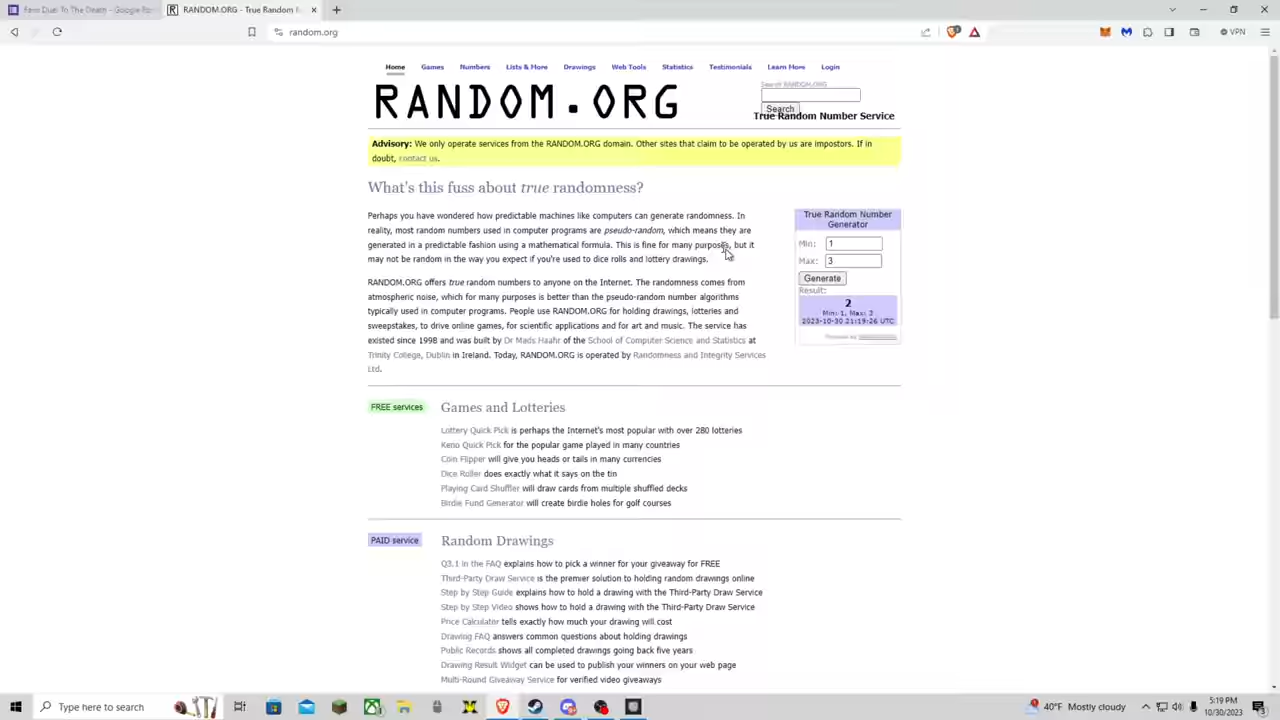 Fano Duo To The Death - Google
RANDOM.ORG - True Random Num
random.org
VPN
Home Games Numbers Lists & More Drawings Web Tools Statistics Testimonials Learn More Login
RANDOM.ORG
Search RANDOM.ORG
Search
True Random Number Service
Advisory: We only operate services from the RANDOM.ORG domain. Other sites that claim to be operated by us are impostors. If in
doubt, contact us.
What's this fuss about true randomness?
Perhaps you have wondered how predictable machines like computers can generate randomness. In
reality, most random numbers used in computer programs are pseudo-random, which means they are
generated in a predictable fashion using a mathematical formula. This is fine for many purposes, but it
may not be random in the way you expect if you're used to dice rolls and lottery drawings.
RANDOM.ORG offers true random numbers to anyone on the Internet. The randomness comes from
atmospheric noise, which for many purposes is better than the pseudo-random number algorithms
typically used in computer programs. People use RANDOM.ORG for holding drawings, lotteries and
sweepstakes, to drive online games, for scientific applications and for art and music. The service has
existed since 1998 and was built by Dr Mads Haahr of the School of Computer Science and Statistics at
Trinity College, Dublin in Ireland. Today, RANDOM.ORG is operated by Randomness and Integrity Services
Ltd.
True Random Number
Generator
Min: 1
Max: 3
Generate
Result:
2
Min: 1, Max: 3
2023-10-30 21:19:26 UTC
Powered by
FREE services
Games and Lotteries
Lottery Quick Pick is perhaps the Internet's most popular with over 280 lotteries
Keno Quick Pick for the popular game played in many countries
Coin Flipper will give you heads or tails in many currencies
Dice Roller does exactly what it says on the tin
Playing Card Shuffler will draw cards from multiple shuffled decks
Birdie Fund Generator will create birdie holes for golf courses
PAID service
Random Drawings
Q3.1 in the FAQ explains how to pick a winner for your giveaway for FREE
Third-Party Draw Service is the premier solution to holding random drawings online
Step by Step Guide explains how to hold a drawing with the Third-Party Draw Service
Step by Step Video shows how to hold a drawing with the Third-Party Draw Service
Price Calculator tells exactly how much your drawing will cost
Drawing FAQ answers common questions about holding drawings
Public Records shows all completed drawings going back five years
Drawing Result Widget can be used to publish your winners on your web page
Multi-Round Giveaway Service for verified video giveaways
Type here to search
40°F Mostly cloudy
5:19 PM
10/30/2023